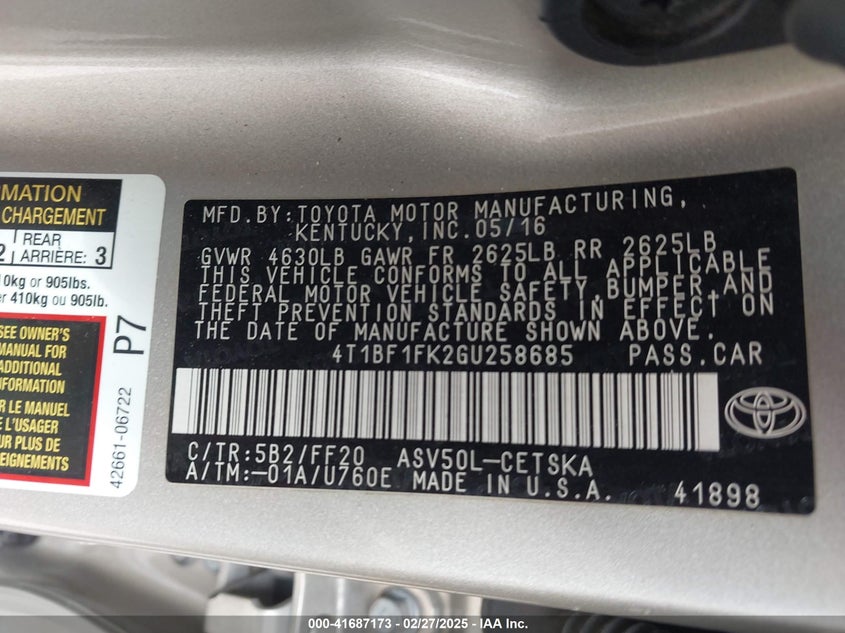 RMATION
CHARGEMENT
2 REAR ARRIÈRE: 3
10kg or 905lbs.
er 410kg ou 905lb.
SEE OWNER'S
MANUAL FOR
ADDITIONAL
INFORMATION
R LE MANUEL
L'USAGER
UR PLUS DE
EIGNEMENTS
P7
42661-06722
MFD.BY:TOYOTA MOTOR MANUFACTURING,
KENTUCKY,INC.05/16
GVWR 4630LB GAWR FR 2625LB RR 2625LB
THIS VEHICLE CONFORMS TO ALL APPLICABLE
FEDERAL MOTOR VEHICLE SAFETY,BUMPER,AND
THEFT PREVENTION STANDARDS IN EFFECT ON
THE DATE OF MANUFACTURE SHOWN ABOVE.
4T1BF1FK2GU258685 PASS.CAR
C/TR:5B2/FF20 ASV50L-CETSKA
A/TM:-01A/U760E MADE IN U.S.A. 41898
000-41687173 — 02/27/2025 — IAA Inc.